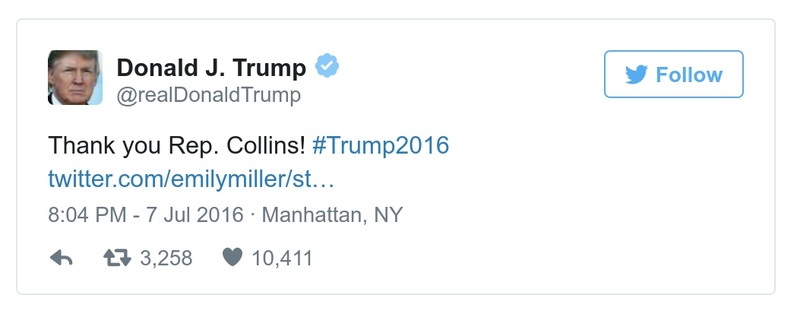 Donald J. Trump
@realDonaldTrump
Follow
Thank you Rep. Collins! #Trump2016
twitter.com/emilymiller/st…
8:04 PM - 7 Jul 2016 · Manhattan, NY
3,258 10,411